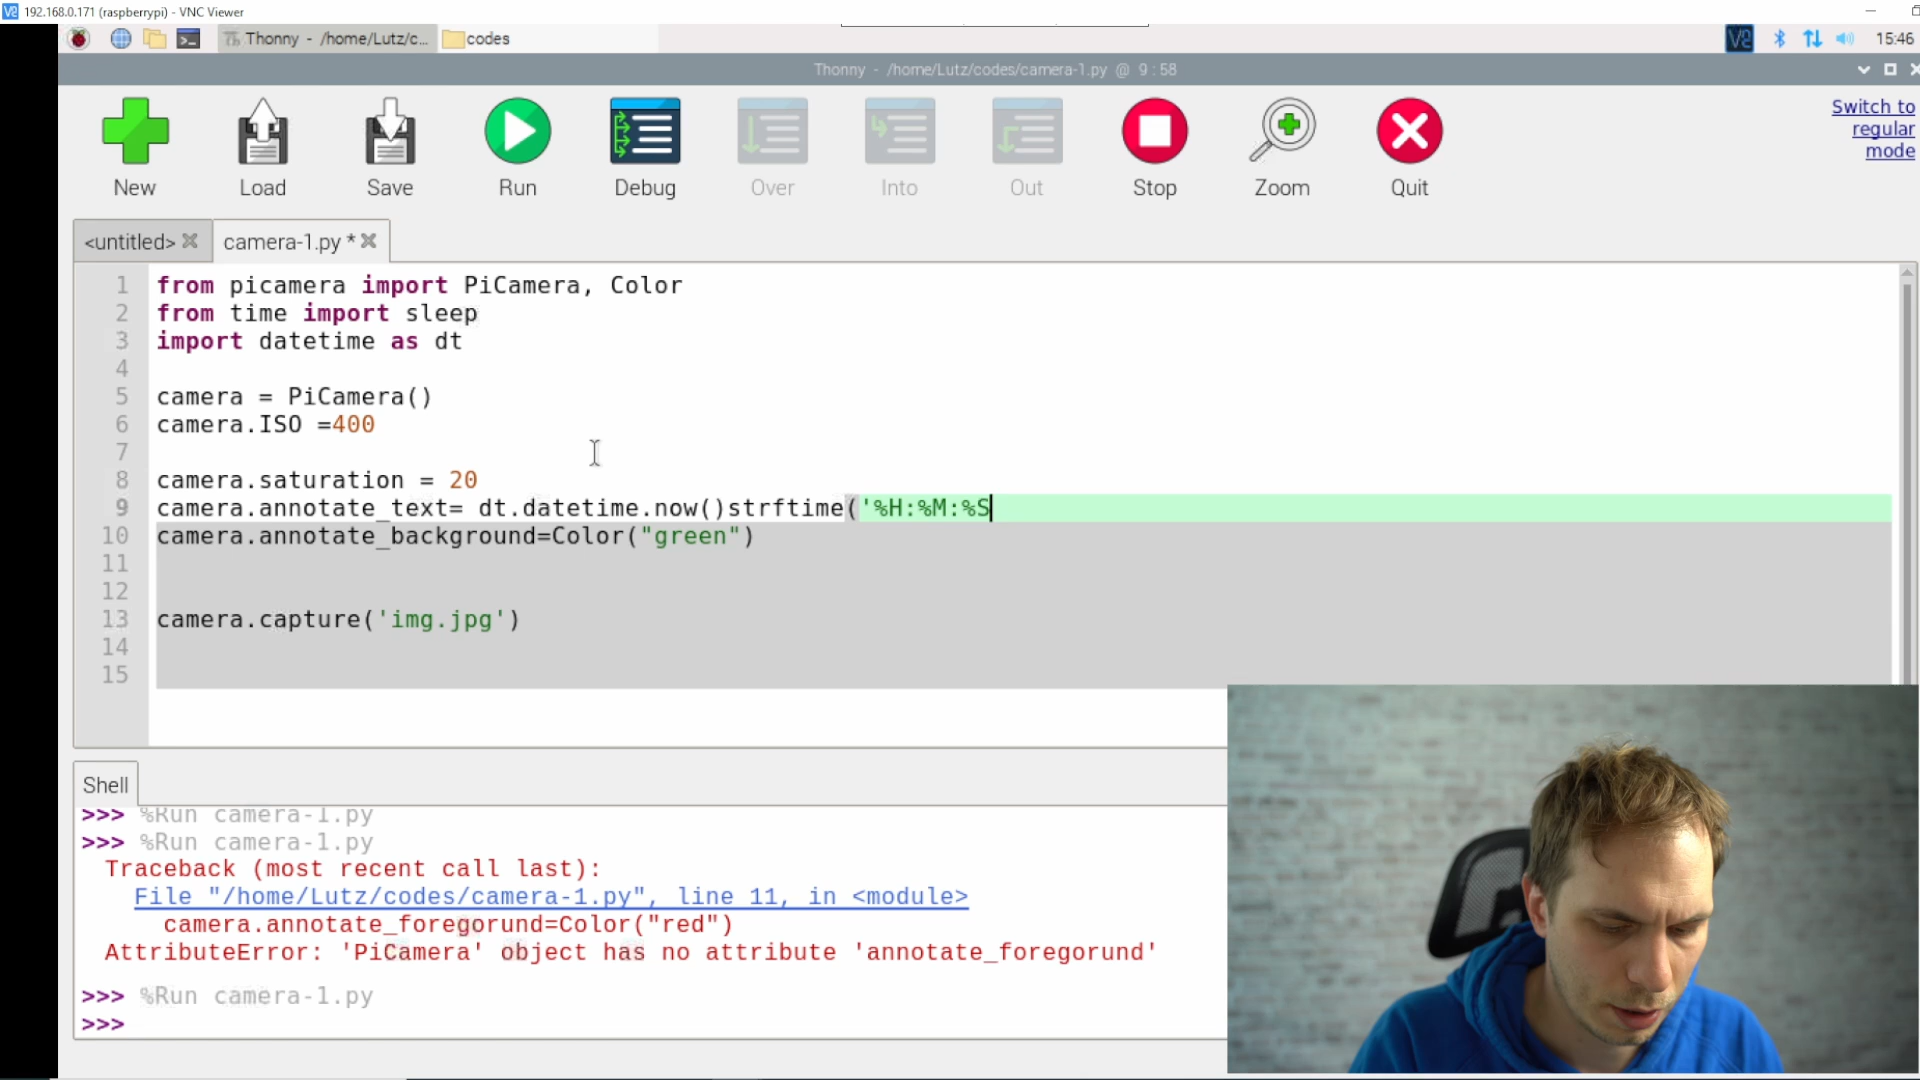 192.168.0.171 (raspberrypi) - VNC Viewer
Thonny - /home/Lutz/c...
codes
15:46
Thonny - /home/Lutz/codes/camera-1.py @ 9:58
New
Load
Save
Run
Debug
Over
Into
Out
Stop
Zoom
Quit
Switch to
regular
mode
<untitled>
camera-1.py *
1 from picamera import PiCamera, Color
2 from time import sleep
3 import datetime as dt
4
5 camera = PiCamera()
6 camera.ISO =400
7
8 camera.saturation = 20
9 camera.annotate_text= dt.datetime.now()strftime('%H:%M:%S
10 camera.annotate_background=Color("green")
11
12
13 camera.capture('img.jpg')
14
15
Shell
>>> %Run camera-1.py
>>> %Run camera-1.py
Traceback (most recent call last):
File "/home/Lutz/codes/camera-1.py", line 11, in <module>
camera.annotate_foregorund=Color("red")
AttributeError: 'PiCamera' object has no attribute 'annotate_foregorund'
>>> %Run camera-1.py
>>>